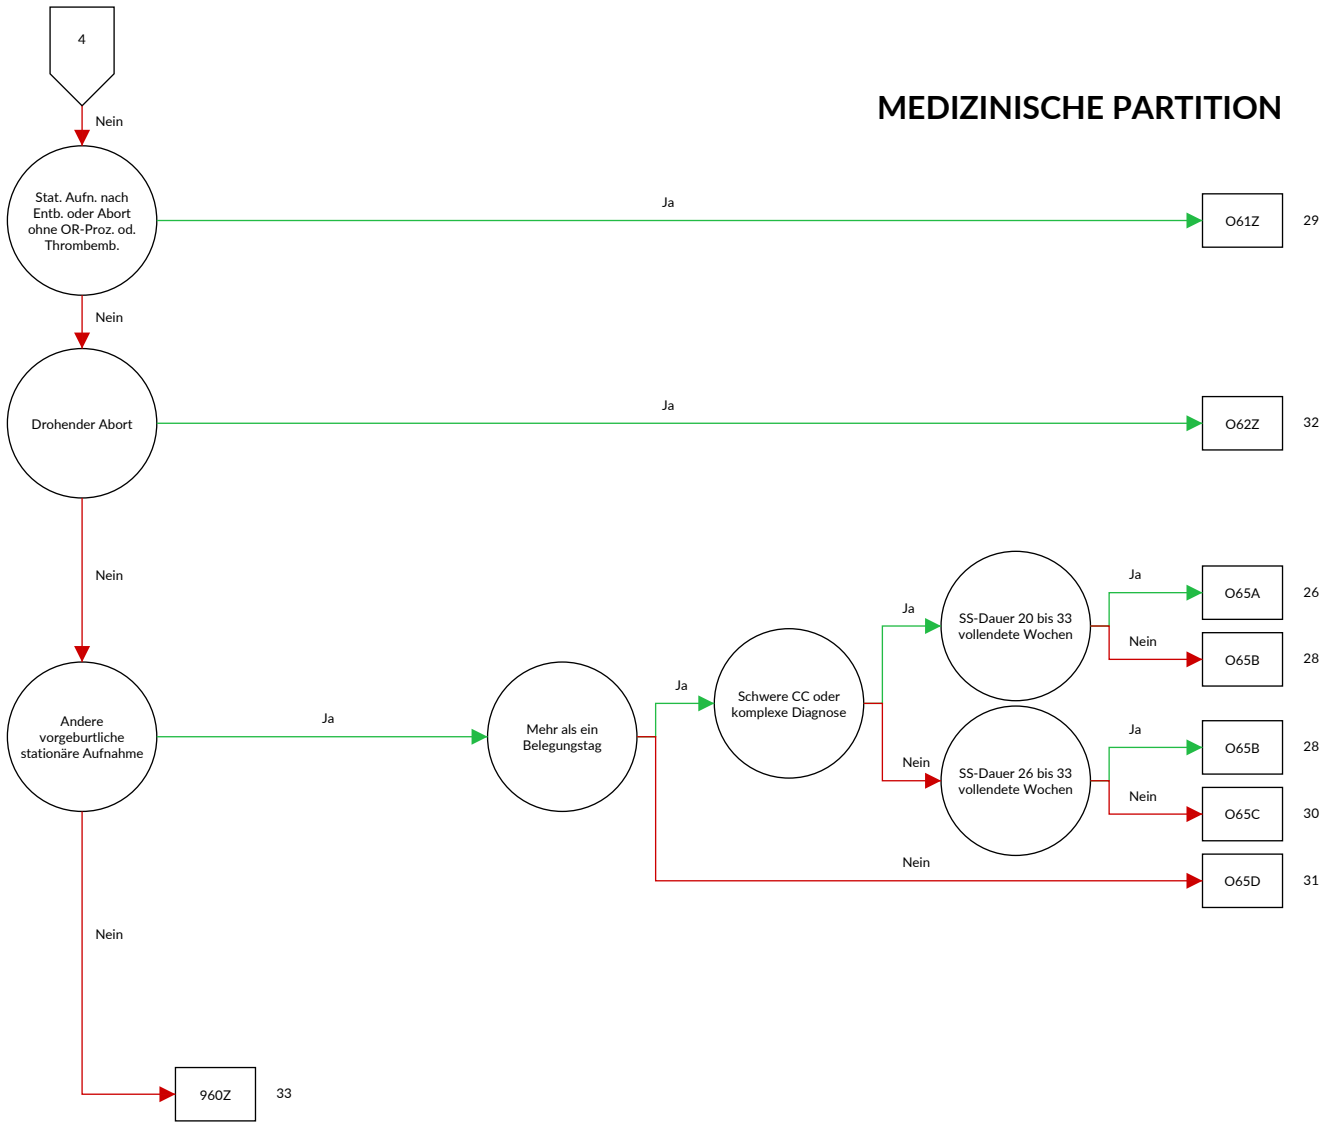 4
Nein
MEDIZINISCHE PARTITION
Stat. Aufn. nach
Entb. oder Abort
ohne OR-Proz. od.
Thrombemb.
Ja
O61Z
29
Nein
Drohender Abort
Ja
O62Z
32
Nein
Andere
vorgeburtliche
stationäre Aufnahme
Ja
Mehr als ein
Belegungstag
Ja
Schwere CC oder
komplexe Diagnose
Ja
SS-Dauer 20 bis 33
vollendete Wochen
Ja
O65A
26
Nein
O65B
28
Nein
SS-Dauer 26 bis 33
vollendete Wochen
Ja
O65B
28
Nein
O65C
30
Nein
O65D
31
Nein
960Z
33